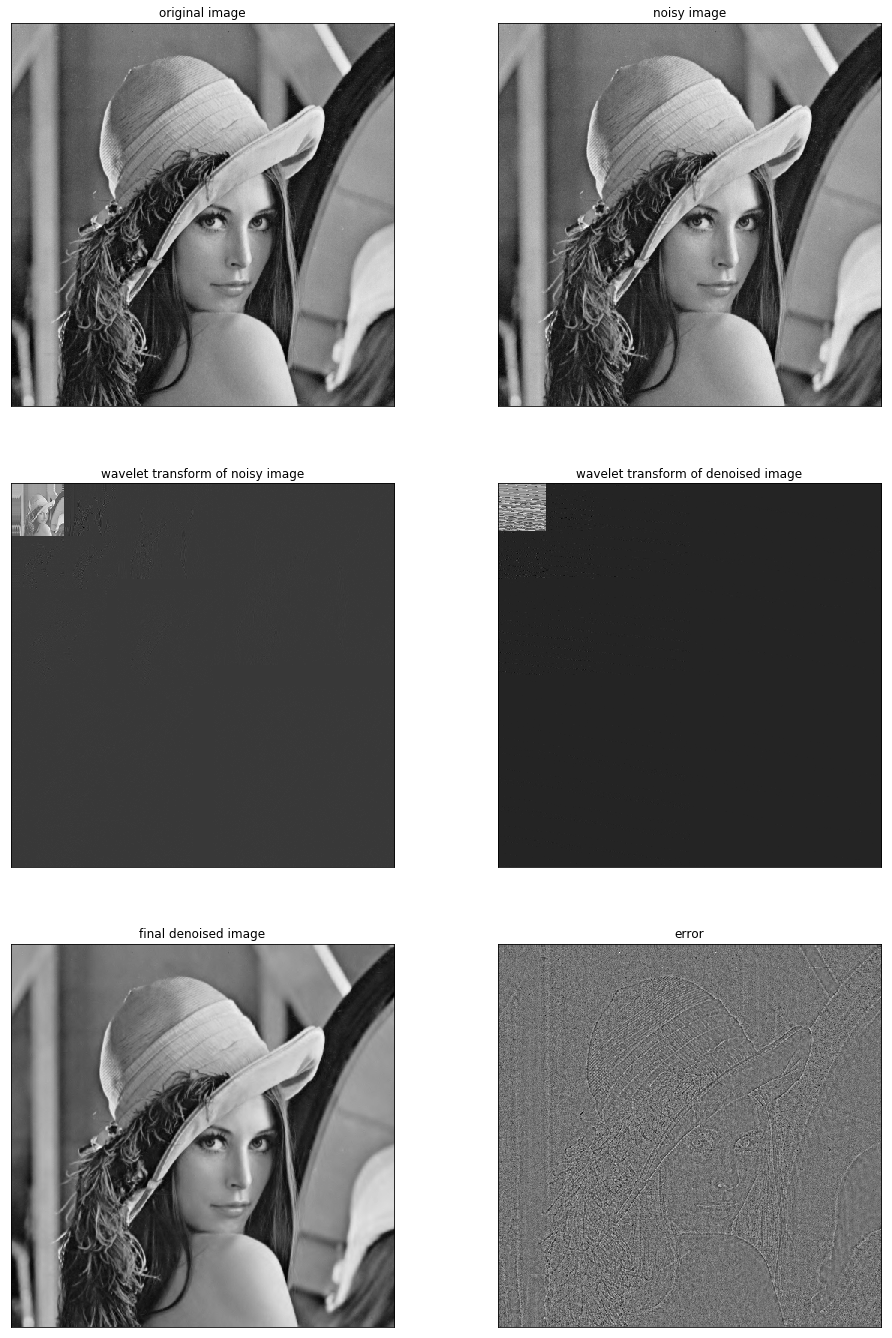 original image
noisy image
wavelet transform of noisy image
wavelet transform of denoised image
final denoised image
error